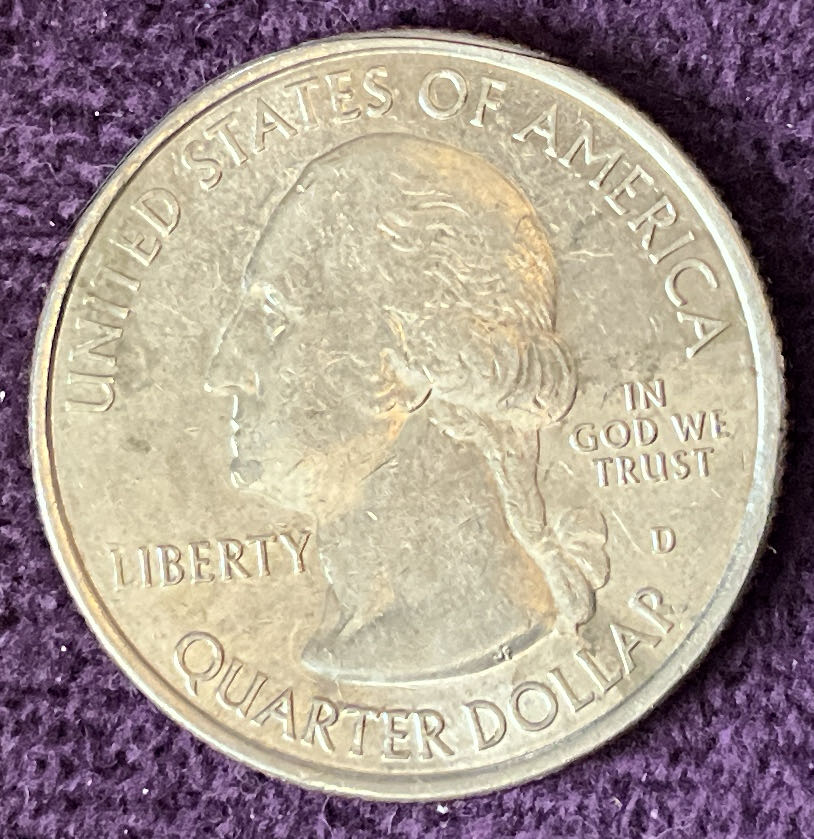 UNITED STATES OF AMERICA
IN
GOD WE
TRUST
LIBERTY
D
QUARTER DOLLAR